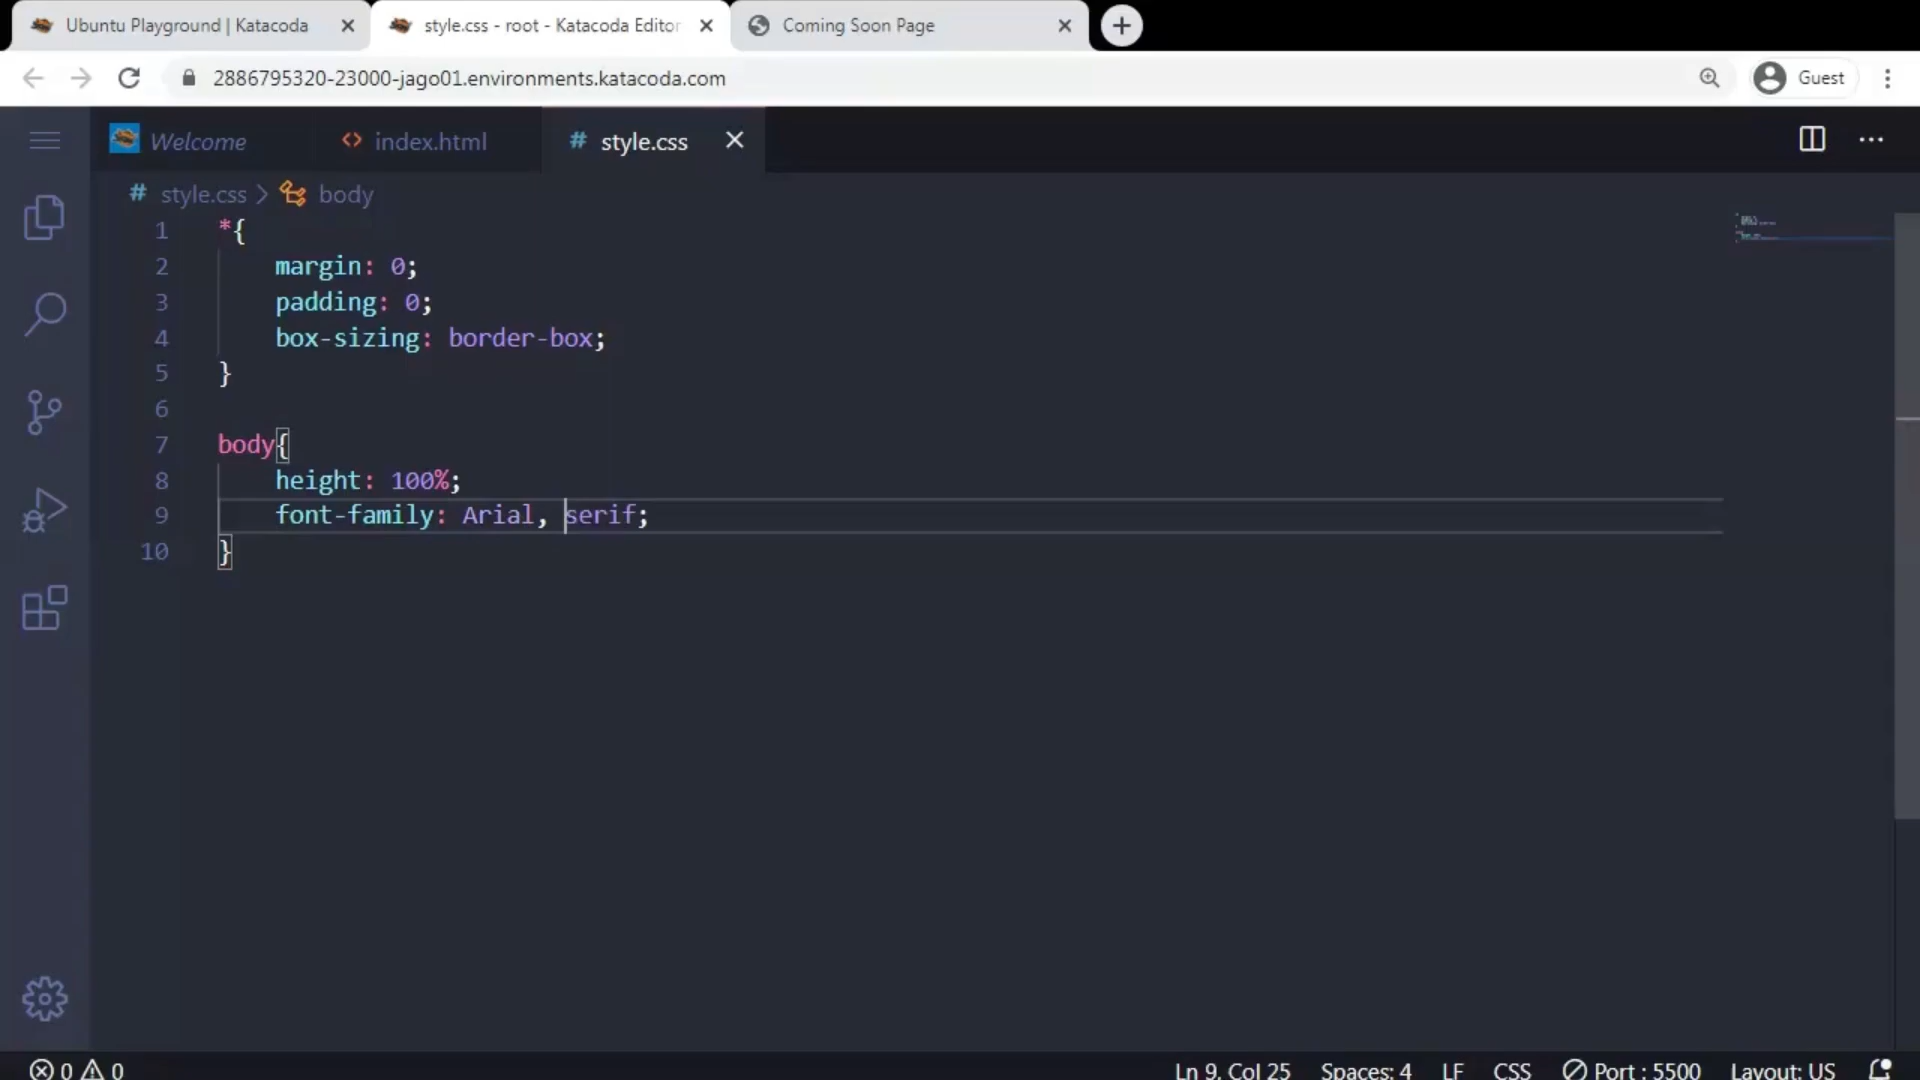 Ubuntu Playground | Katacoda
style.css - root - Katacoda Editor
Coming Soon Page
2886795320-23000-jago01.environments.katacoda.com
Guest
Welcome
index.html
style.css
style.css > body
1 *{
2 margin: 0;
3 padding: 0;
4 box-sizing: border-box;
5 }
6
7 body{
8 height: 100%;
9 font-family: Arial, serif;
10 }
0 0
Ln 9, Col 25 Spaces: 4 LF CSS Port : 5500 Layout: US